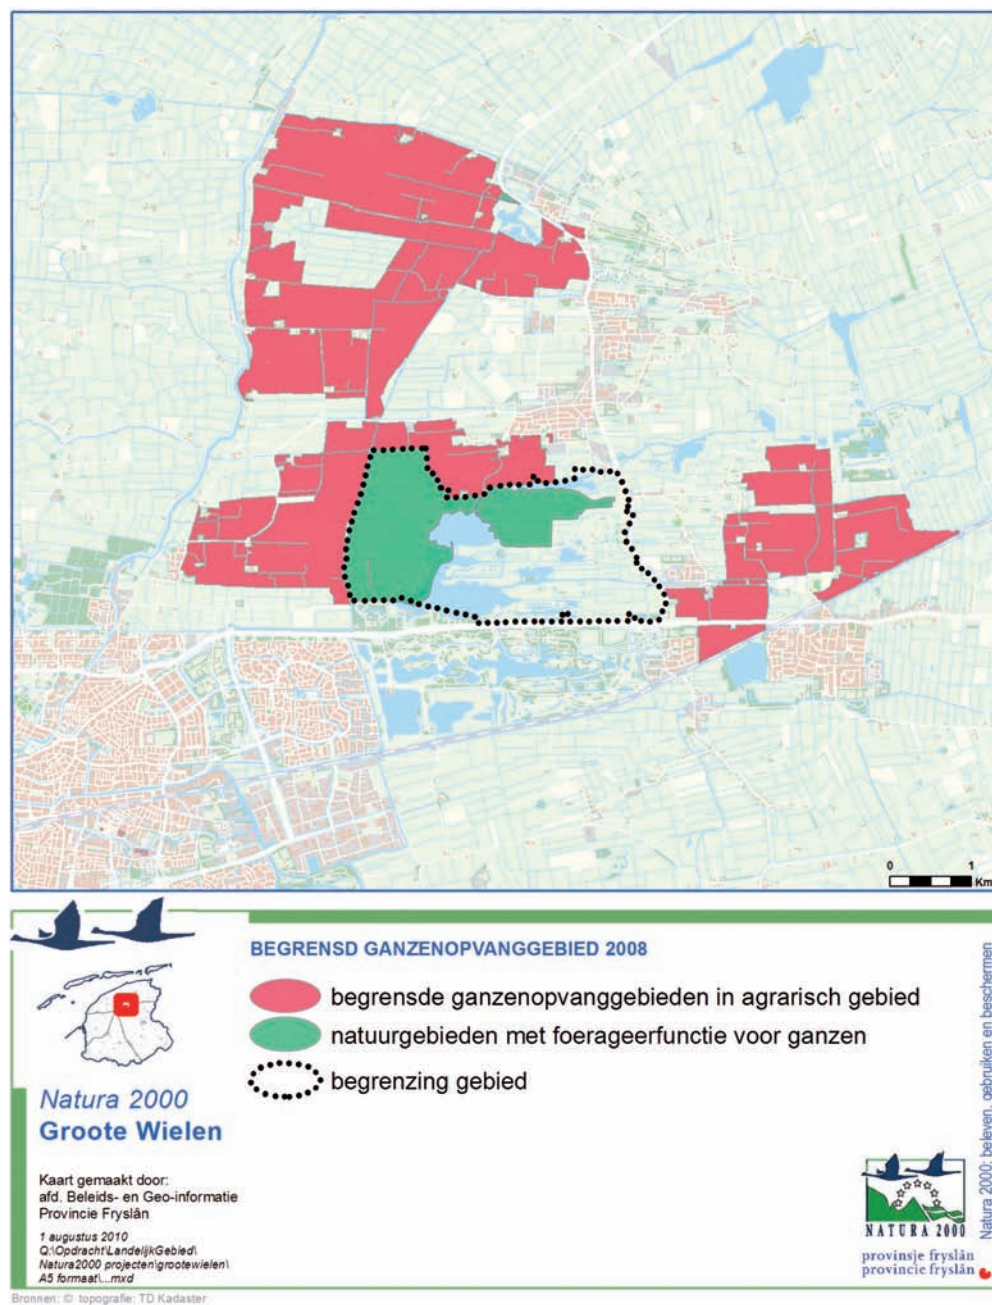 0 1
Km
BEGRENSD GANZENOPVANGGEBIED 2008
begrensde ganzenopvanggebieden in agrarisch gebied
natuurgebieden met foerageerfunctie voor ganzen
begrenzing gebied
Natura 2000
Groote Wielen
Kaart gemaakt door:
afd. Beleids- en Geo-informatie
Provincie Fryslân
1 augustus 2010
Q:\Opdracht\LandelijkGebied\
Natura2000 projecten\grootewielen\
A5 formaat\...mxd
Natura 2000: beleven, gebruiken en beschermen
NATURA 2000
provinsje fryslân
provincie fryslân
Bronnen: © topografie: TD Kadaster